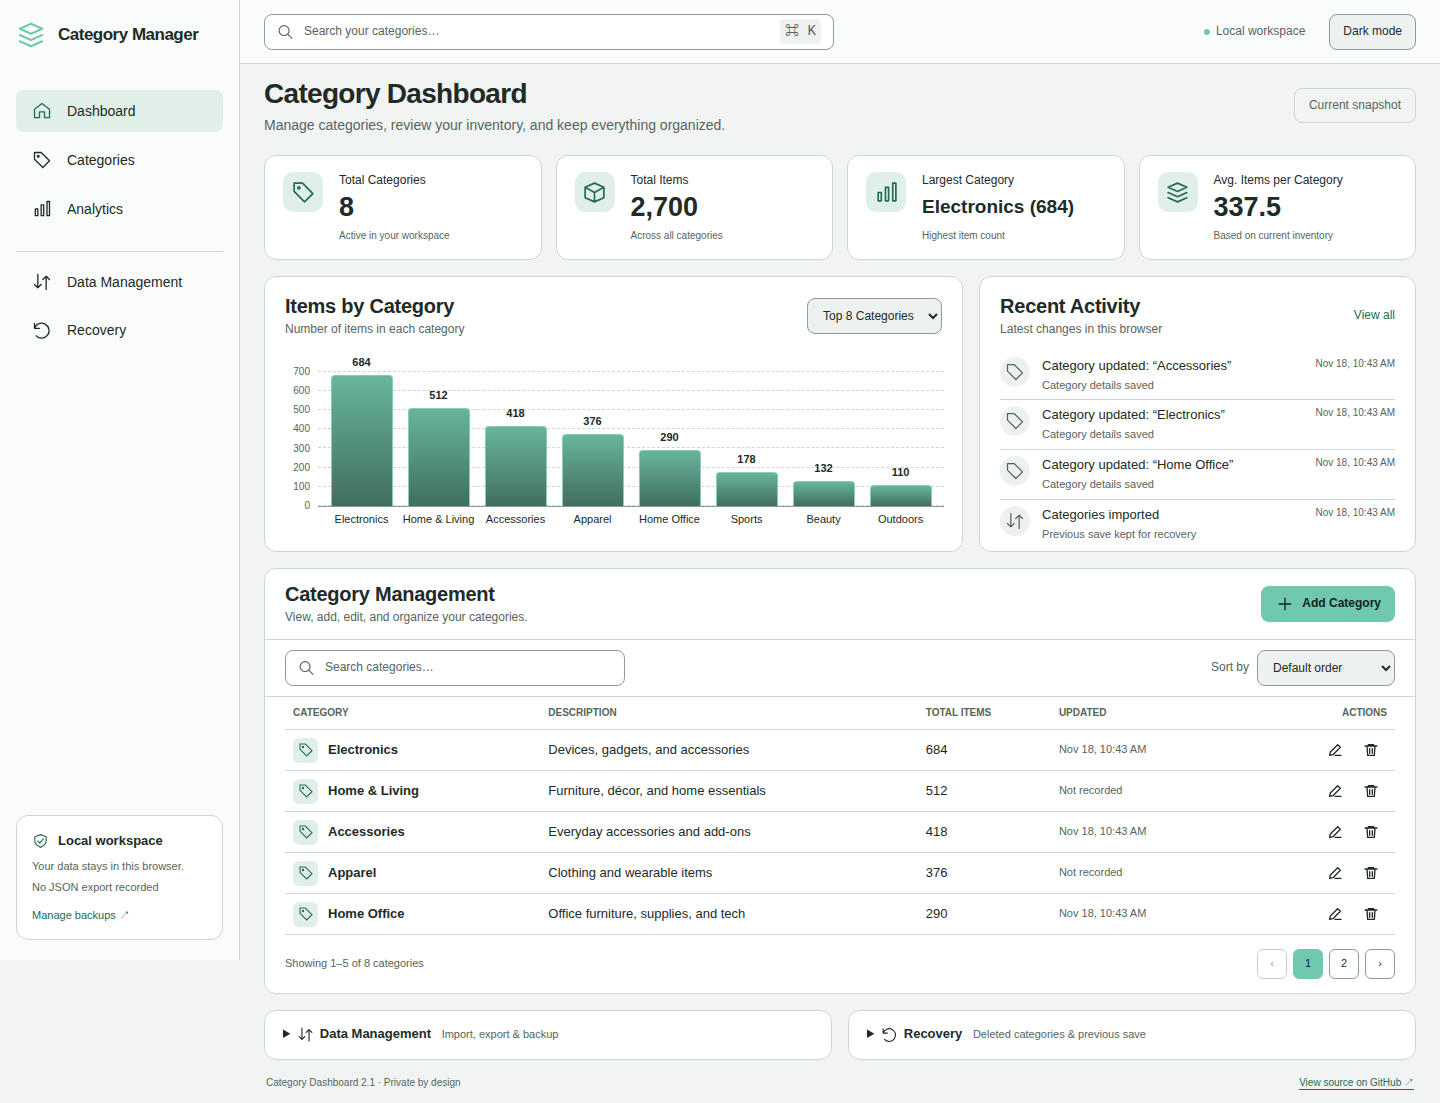 Category Manager
Search your categories…
⌘ K
Local workspace
Dark mode
Dashboard
Categories
Analytics
Data Management
Recovery
Category Dashboard
Manage categories, review your inventory, and keep everything organized.
Current snapshot
Total Categories
8
Active in your workspace
Total Items
2,700
Across all categories
Largest Category
Electronics (684)
Highest item count
Avg. Items per Category
337.5
Based on current inventory
Items by Category
Number of items in each category
Top 8 Categories
700
600
500
400
300
200
100
0
684
512
418
376
290
178
132
110
Electronics
Home & Living
Accessories
Apparel
Home Office
Sports
Beauty
Outdoors
Recent Activity
Latest changes in this browser
View all
Category updated: “Accessories”
Nov 18, 10:43 AM
Category details saved
Category updated: “Electronics”
Nov 18, 10:43 AM
Category details saved
Category updated: “Home Office”
Nov 18, 10:43 AM
Category details saved
Categories imported
Nov 18, 10:43 AM
Previous save kept for recovery
Category Management
View, add, edit, and organize your categories.
Add Category
Search categories…
Sort by
Default order
CATEGORY DESCRIPTION TOTAL ITEMS UPDATED ACTIONS
Electronics Devices, gadgets, and accessories 684 Nov 18, 10:43 AM
Home & Living Furniture, décor, and home essentials 512 Not recorded
Accessories Everyday accessories and add-ons 418 Nov 18, 10:43 AM
Apparel Clothing and wearable items 376 Not recorded
Home Office Office furniture, supplies, and tech 290 Nov 18, 10:43 AM
Showing 1–5 of 8 categories
‹ 1 2 ›
Local workspace
Your data stays in this browser.
No JSON export recorded
Manage backups ↗
Data Management Import, export & backup
Recovery Deleted categories & previous save
Category Dashboard 2.1 · Private by design
View source on GitHub ↗